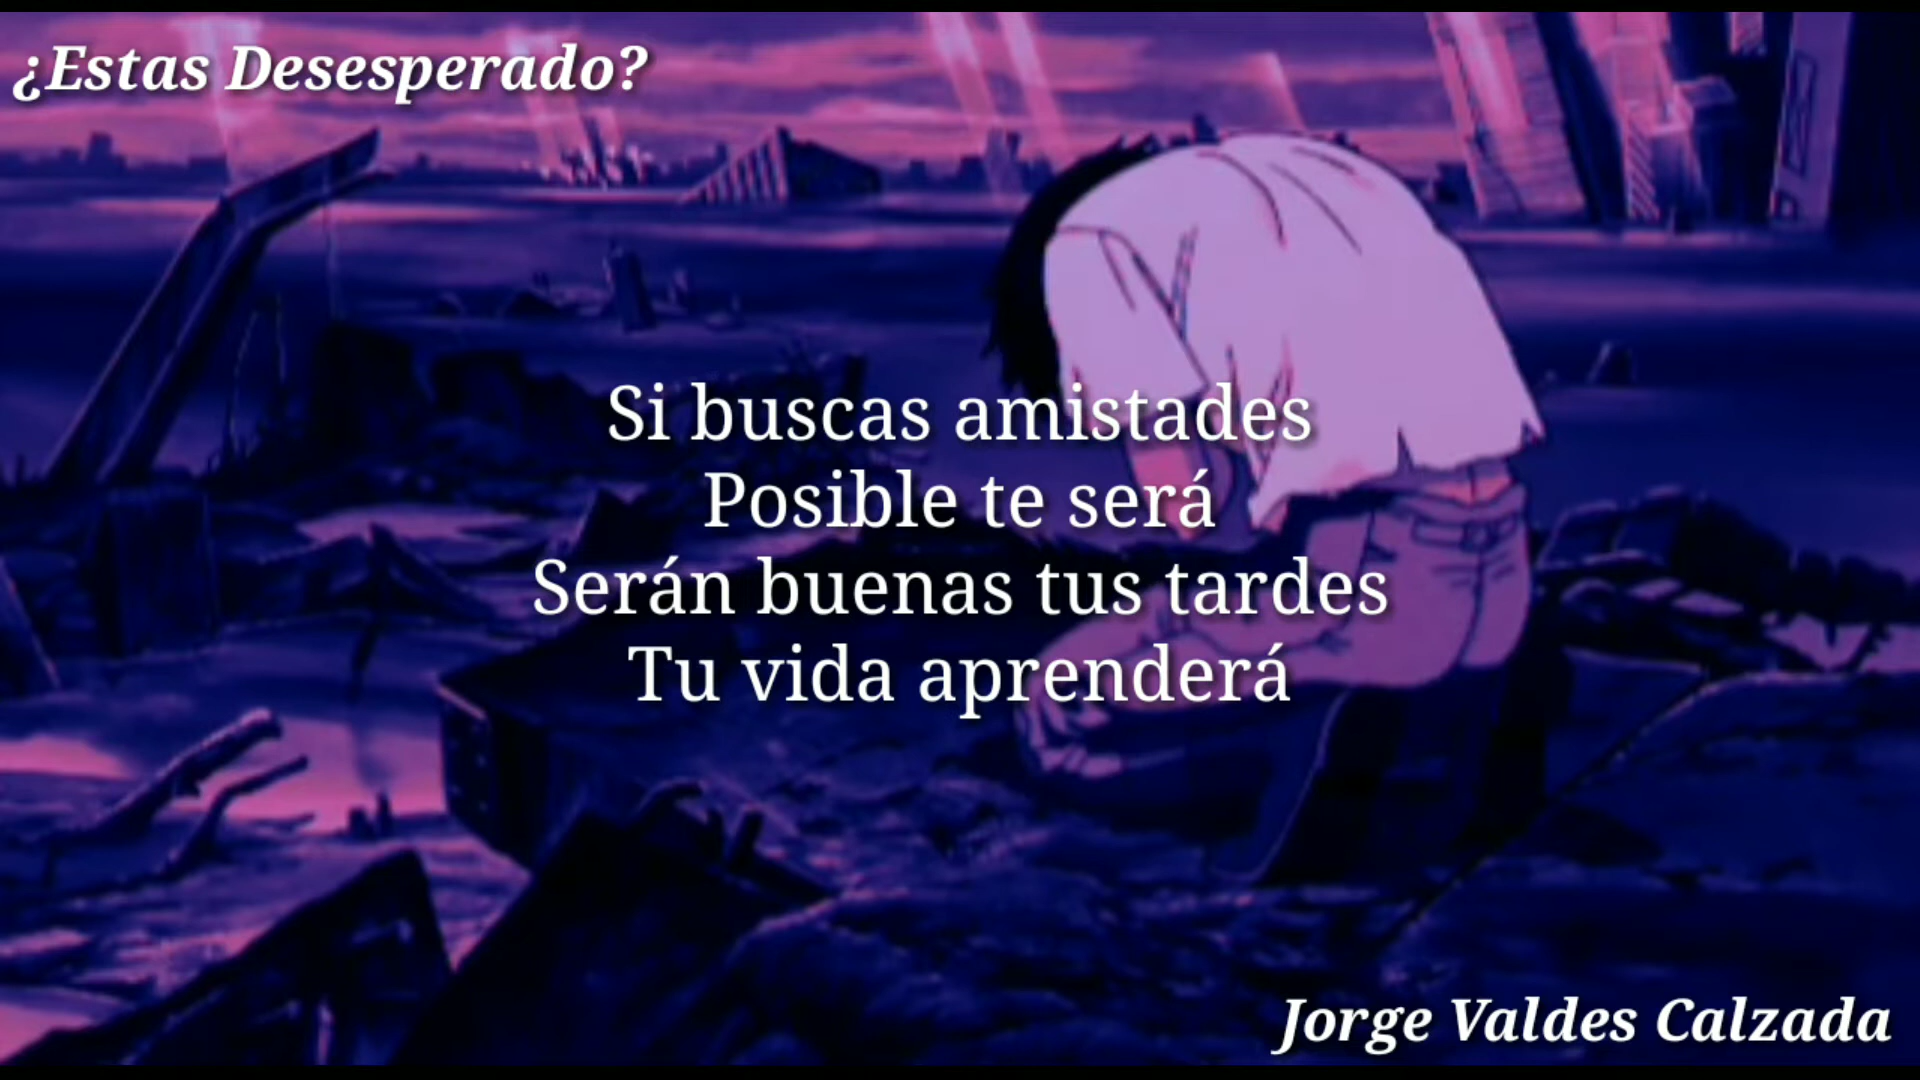 ¿Estas Desesperado?
Si buscas amistades
Posible te será
Serán buenas tus tardes
Tu vida aprenderá
Jorge Valdes Calzada